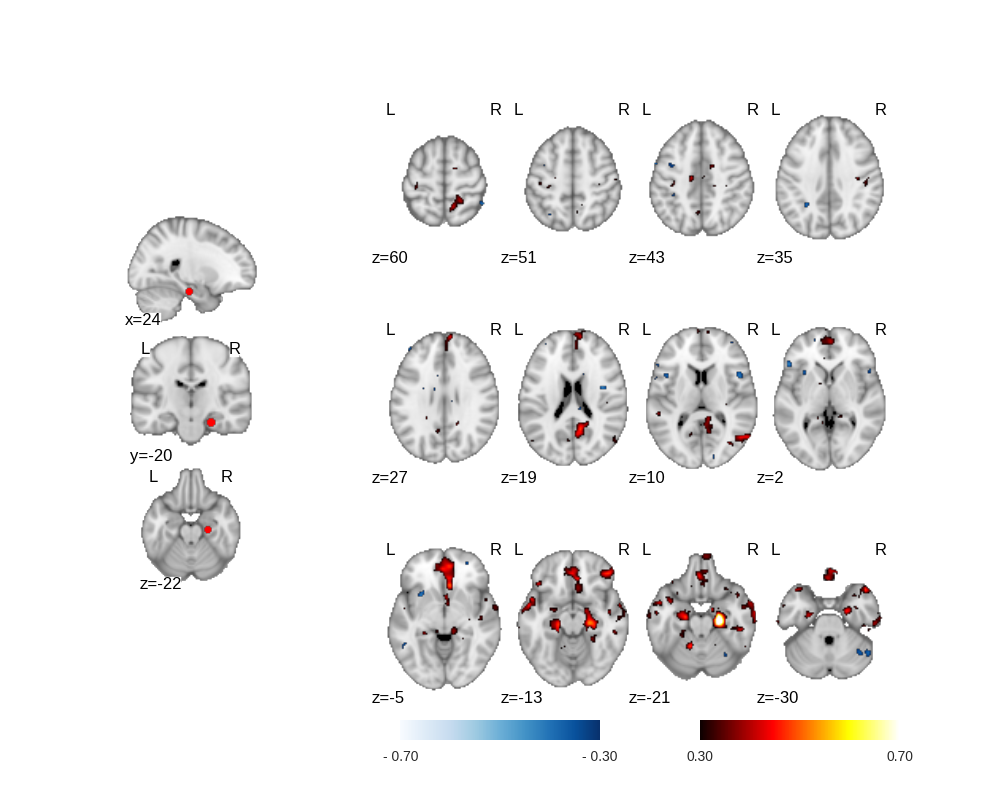 L R L R L R L R
z=60 z=51 z=43 z=35
x=24
L R L R L R L R
L R
z=27 z=19 z=10 z=2
y=-20
L R
L R L R L R L R
z=-22
z=-5 z=-13 z=-21 z=-30
- 0.70 - 0.30 0.30 0.70